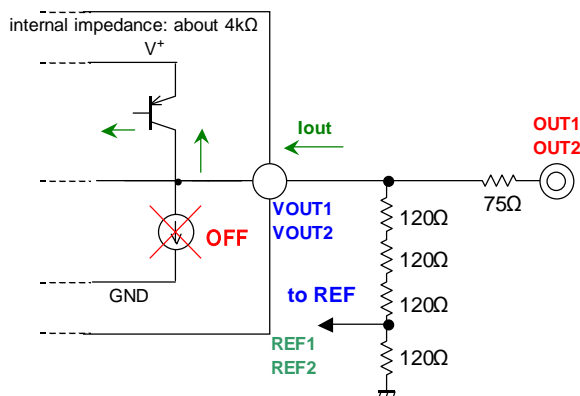 internal impedance: about 4kΩ
V+
Iout
OUT1
OUT2
VOUT1
VOUT2
75Ω
120Ω
OFF
120Ω
GND
to REF
120Ω
REF1
REF2
120Ω